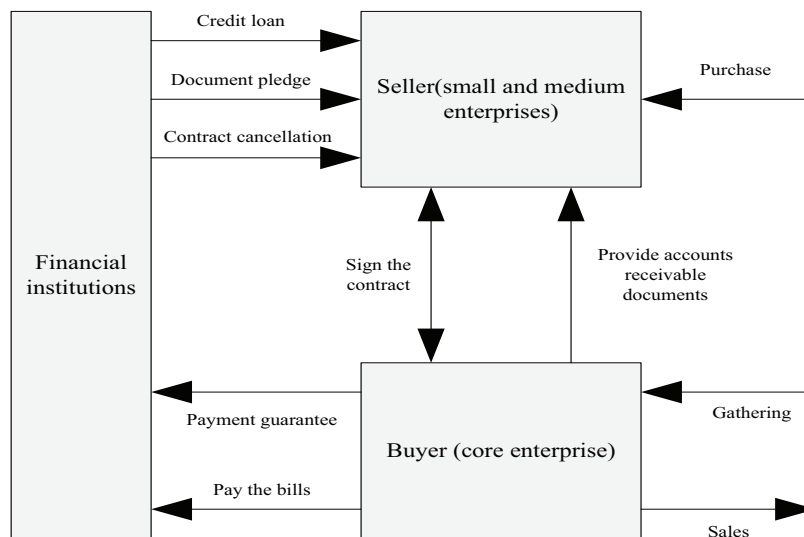 Credit loan
Document pledge
Contract cancellation
Seller(small and medium
enterprises)
Purchase
Financial
institutions
Sign the
contract
Provide accounts
receivable
documents
Payment guarantee
Pay the bills
Buyer (core enterprise)
Gathering
Sales